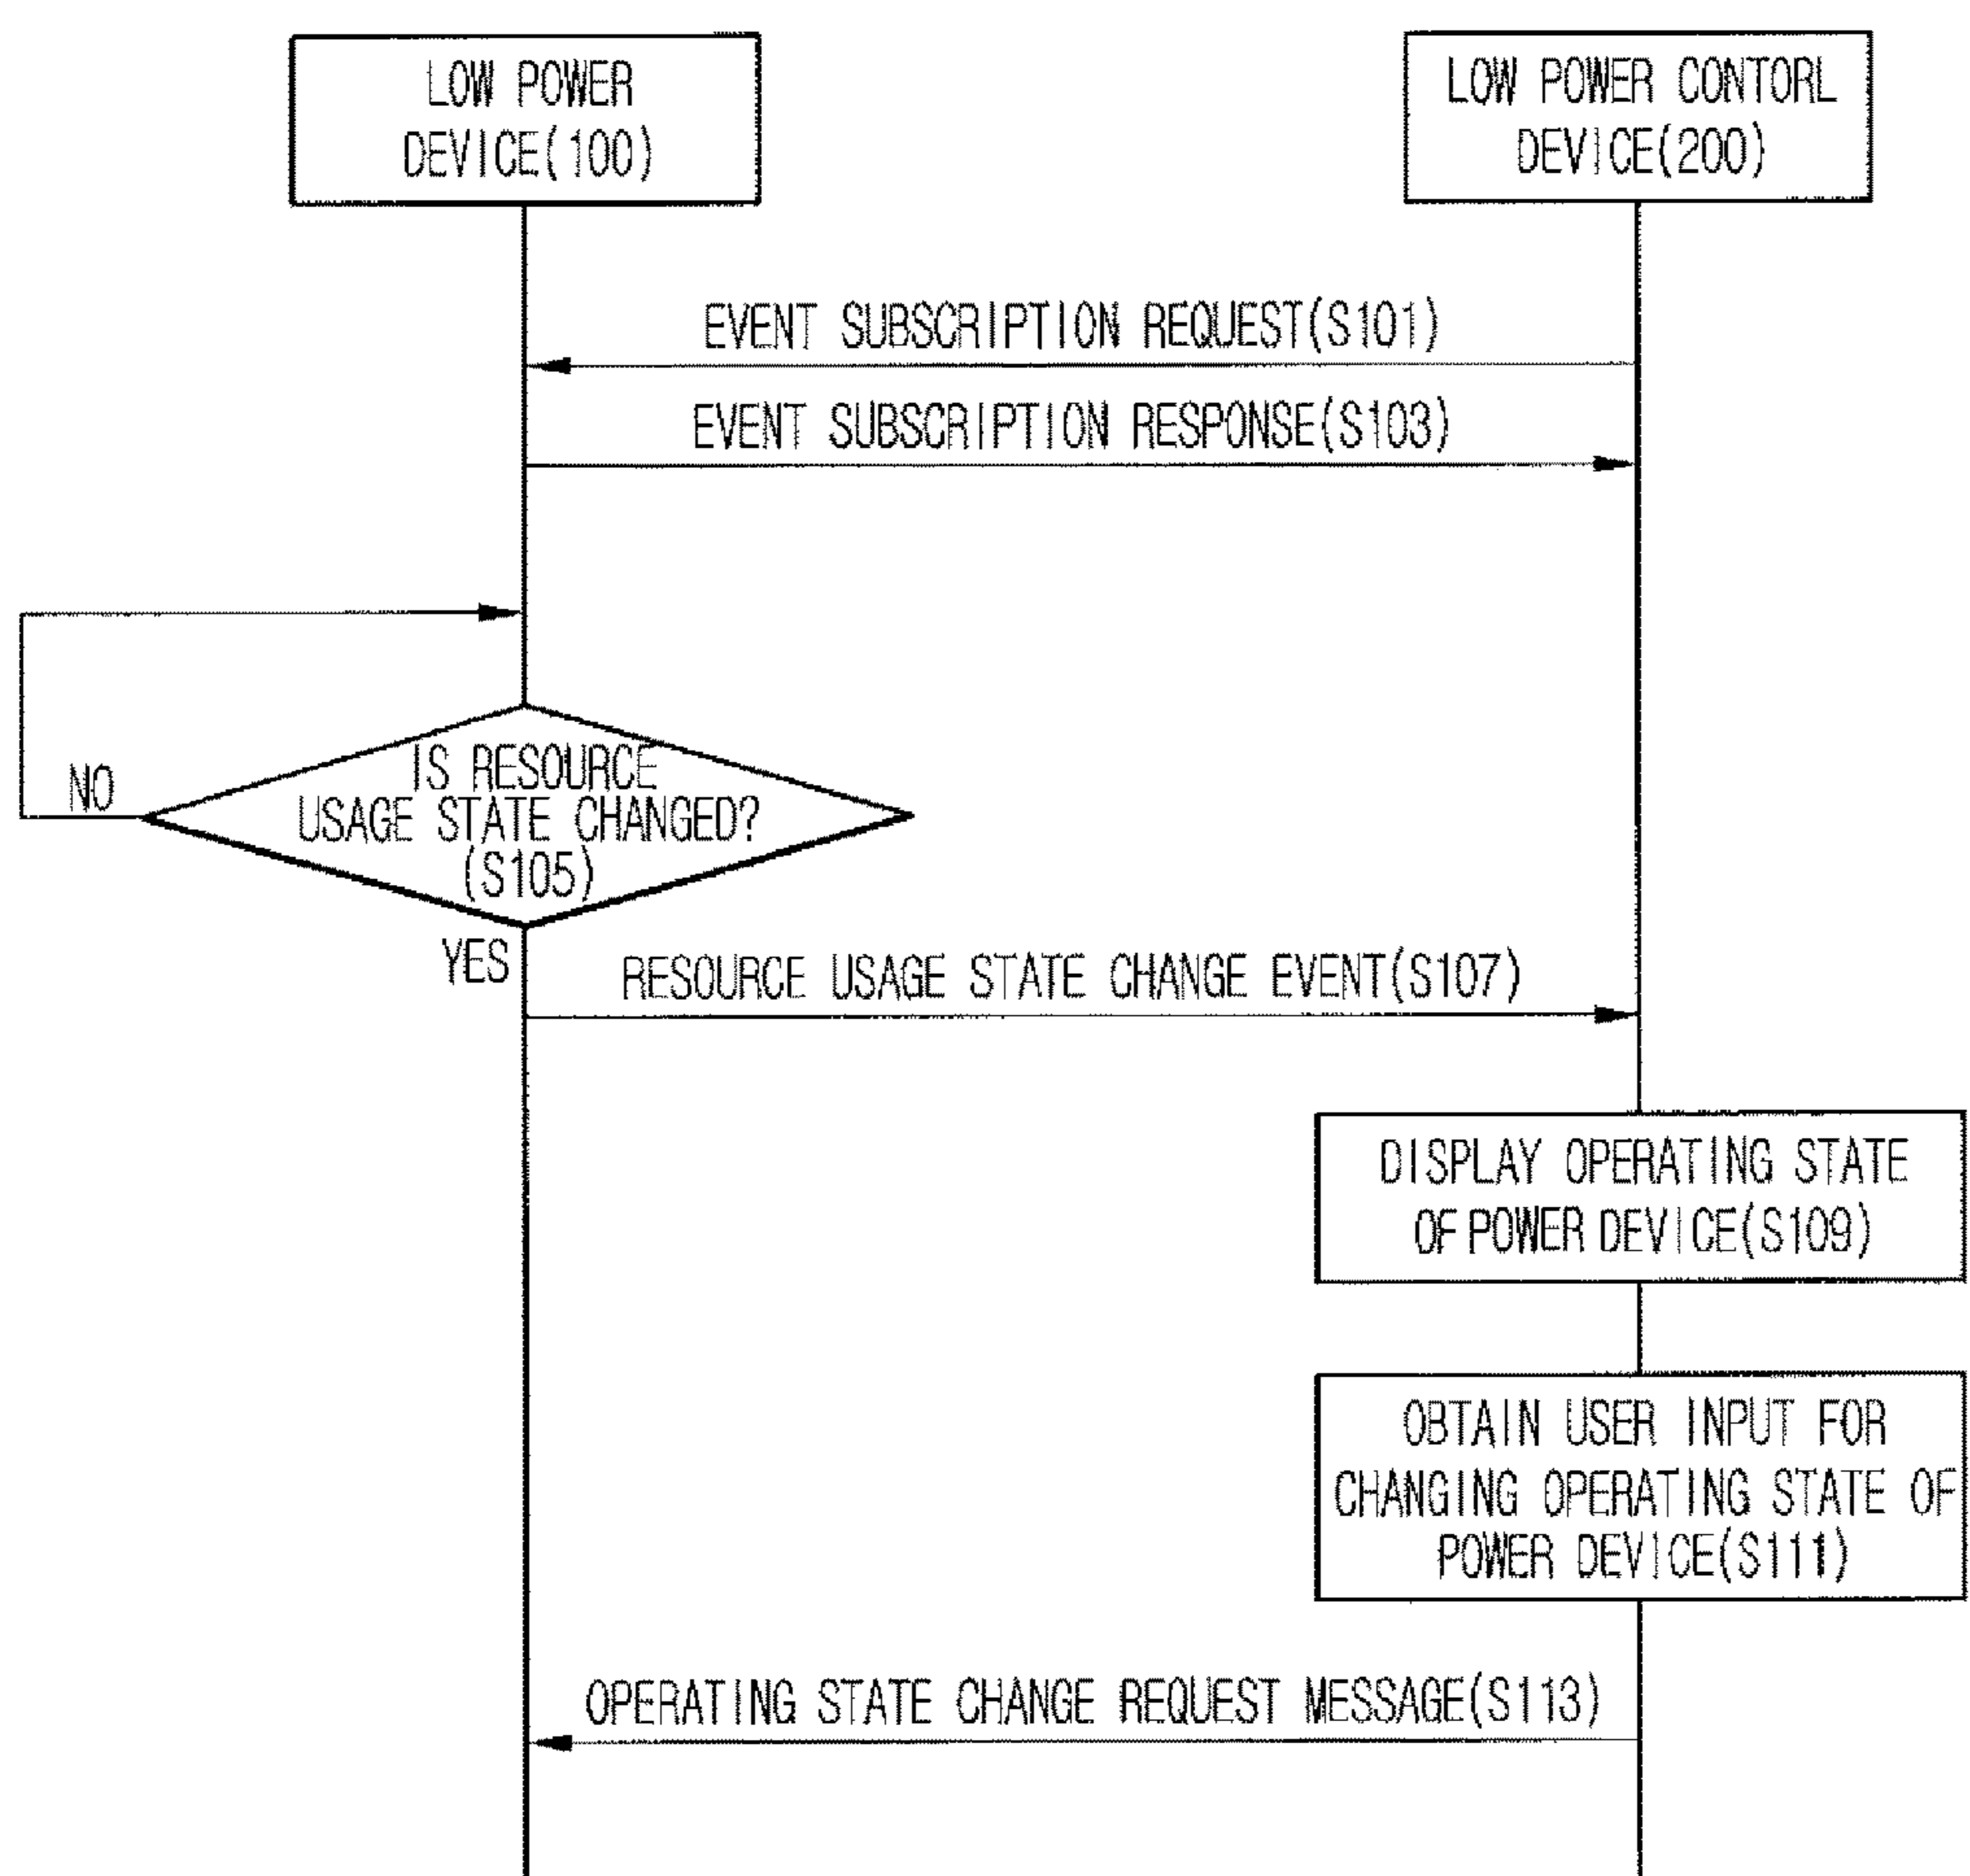 LOW POWER
DEVICE(100)
LOW POWER CONTORL
DEVICE(200)
EVENT SUBSCRIPTION REQUEST(S101)
EVENT SUBSCRIPTION RESPONSE(S103)
IS RESOURCE
USAGE STATE CHANGED?
(S105)
NO
YES
RESOURCE USAGE STATE CHANGE EVENT(S107)
DISPLAY OPERATING STATE
OF POWER DEVICE(S109)
OBTAIN USER INPUT FOR
CHANGING OPERATING STATE OF
POWER DEVICE(S111)
OPERATING STATE CHANGE REQUEST MESSAGE(S113)